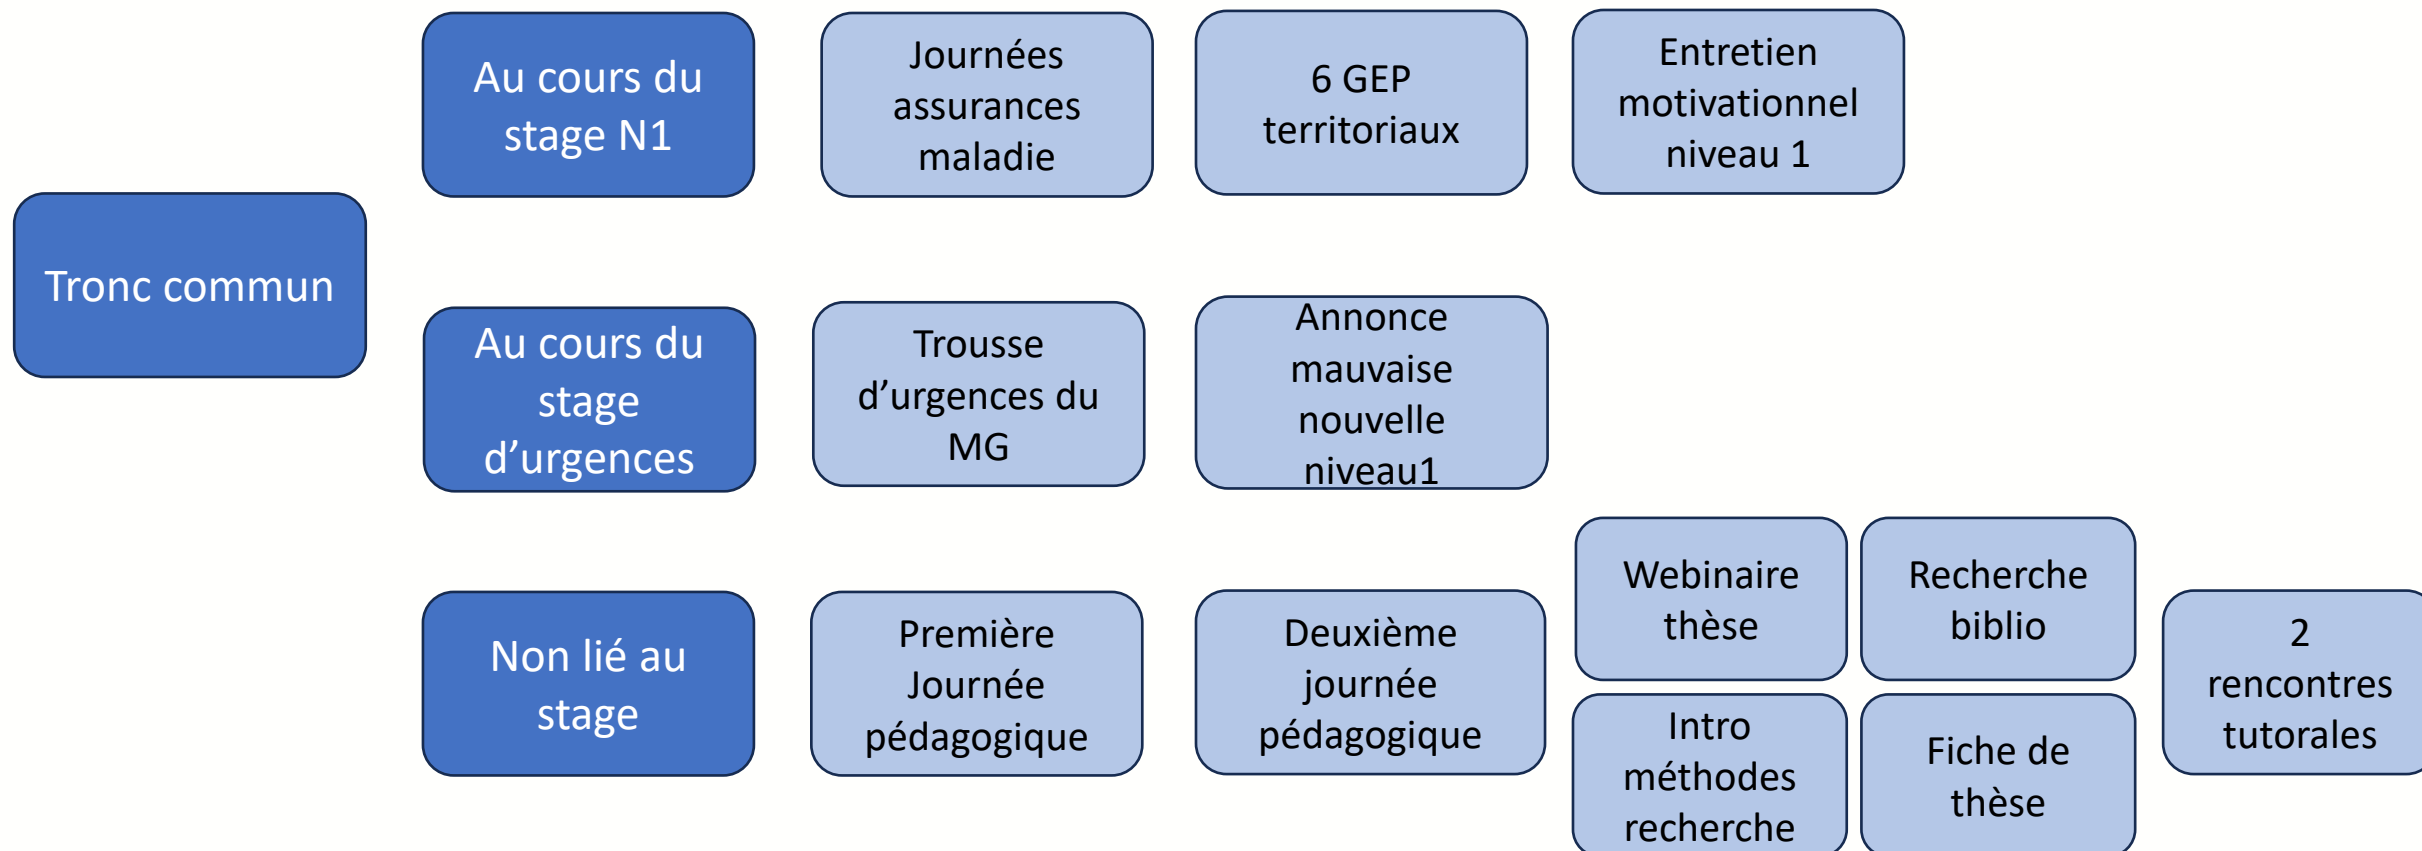 Tronc commun
Au cours du
stage N1
Journées
assurances
maladie
6 GEP
territoriaux
Entretien
motivationnel
niveau 1
Au cours du
stage
d’urgences
Trousse
d’urgences du
MG
Annonce
mauvaise
nouvelle
niveau1
Non lié au
stage
Première
Journée
pédagogique
Deuxième
journée
pédagogique
Webinaire
thèse
Recherche
biblio
Intro
méthodes
recherche
Fiche de
thèse
2
rencontres
tutorales